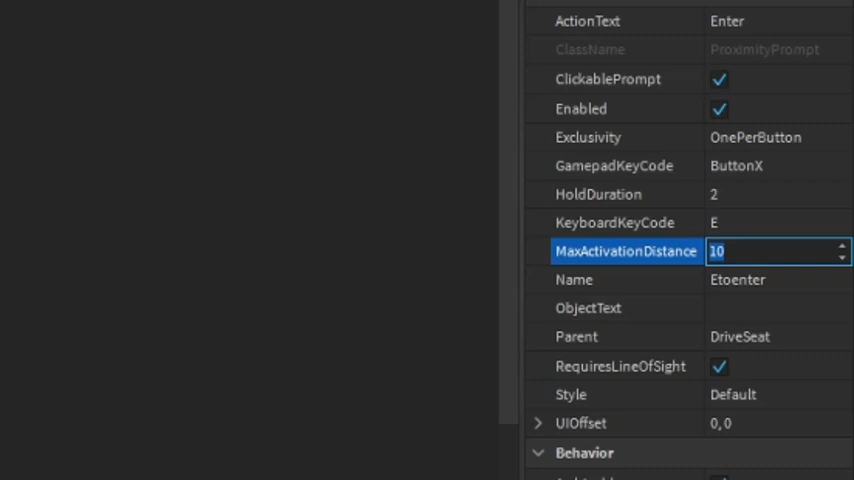 ActionText Enter
ClassName ProximityPrompt
ClickablePrompt
Enabled
Exclusivity OnePerButton
GamepadKeyCode ButtonX
HoldDuration 2
KeyboardKeyCode E
MaxActivationDistance 10
Name Etoenter
ObjectText
Parent DriveSeat
RequiresLineOfSight
Style Default
UIOffset 0, 0
Behavior